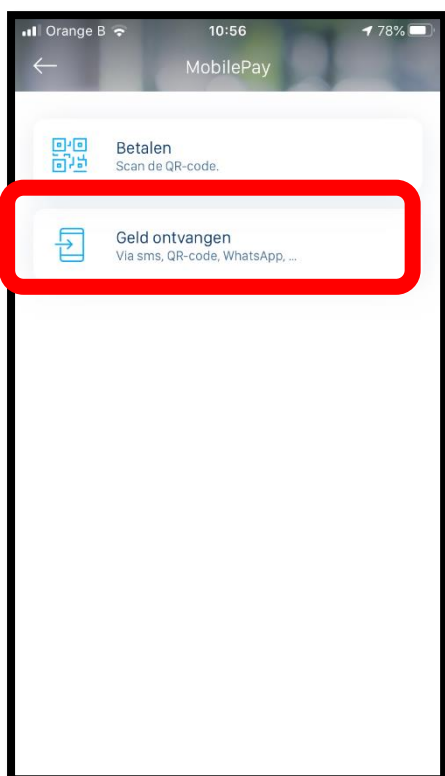 Orange B
10:56
78%
MobilePay
Betalen
Scan de QR-code.
Geld ontvangen
Via sms, QR-code, WhatsApp, ...